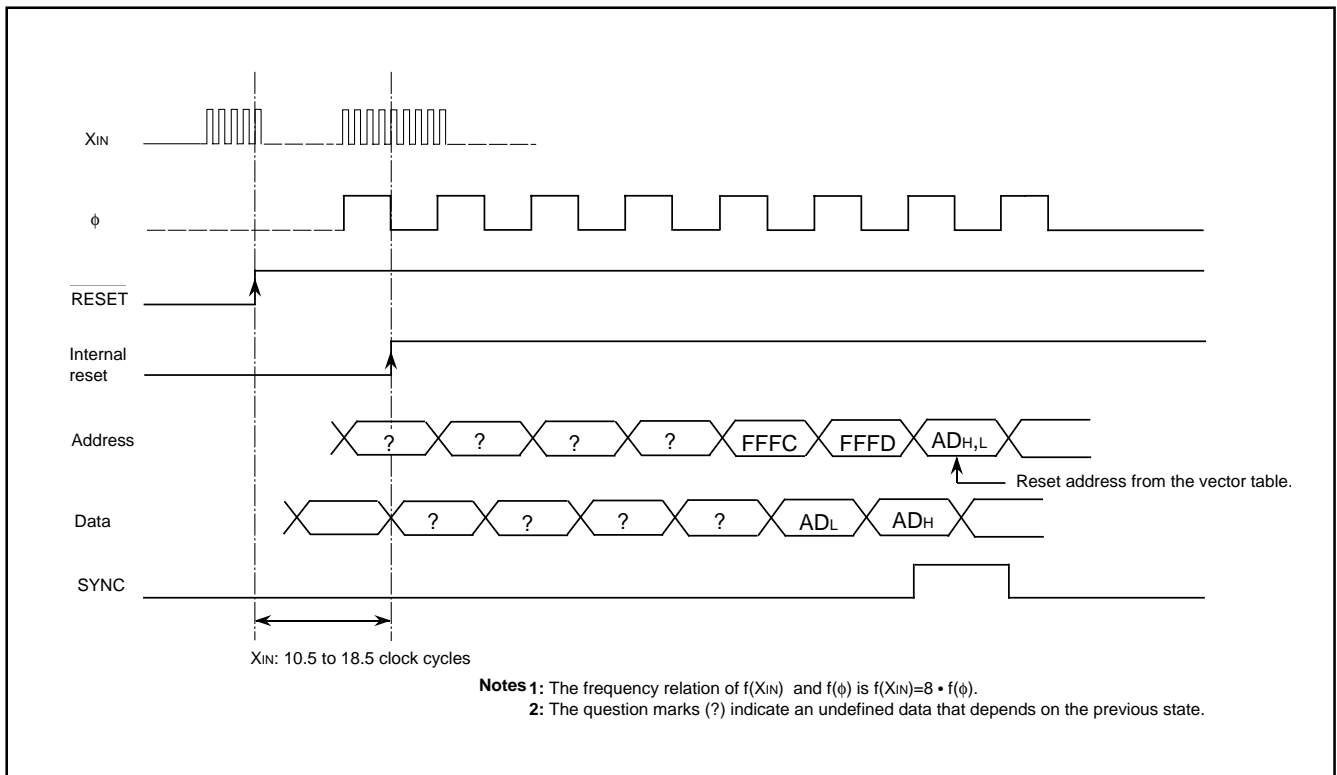 XIN
ϕ
RESET
Internal
reset
Address
? ? ? ? FFFC FFFD ADH,L
Reset address from the vector table.
Data
? ? ? ? ADL ADH
SYNC
XIN: 10.5 to 18.5 clock cycles
Notes 1: The frequency relation of f(XIN) and f(ϕ) is f(XIN)=8 • f(ϕ).
2: The question marks (?) indicate an undefined data that depends on the previous state.